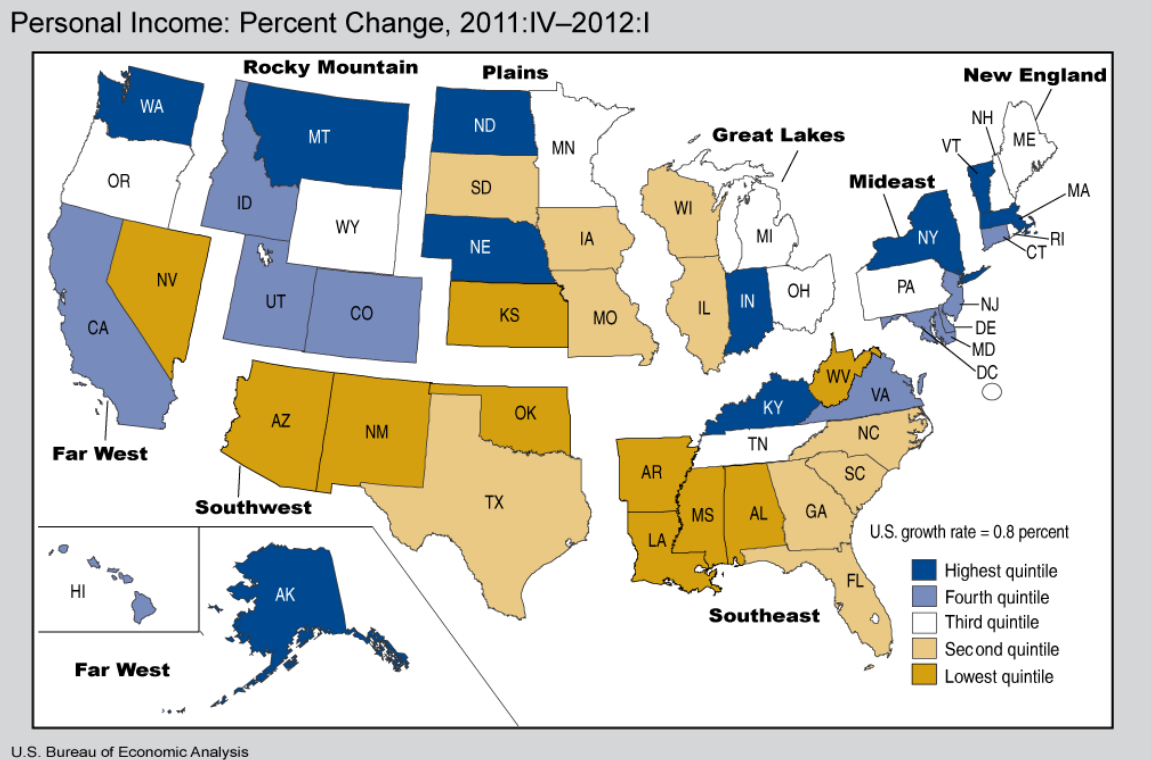 Personal Income: Percent Change, 2011:IV–2012:I
Rocky Mountain
Plains
New England
Great Lakes
Mideast
WA
MT
ND
MN
NH
ME
VT
OR
ID
WY
SD
WI
MI
MA
NY
RI
CT
NE
IA
NV
UT
CO
CA
KS
MO
IL
IN
OH
PA
NJ
DE
MD
DC
WV
KY
VA
AZ
NM
OK
TN
NC
Far West
Southwest
TX
AR
MS
AL
GA
SC
LA
FL
Southeast
HI
AK
Far West
U.S. growth rate = 0.8 percent
Highest quintile
Fourth quintile
Third quintile
Second quintile
Lowest quintile
U.S. Bureau of Economic Analysis